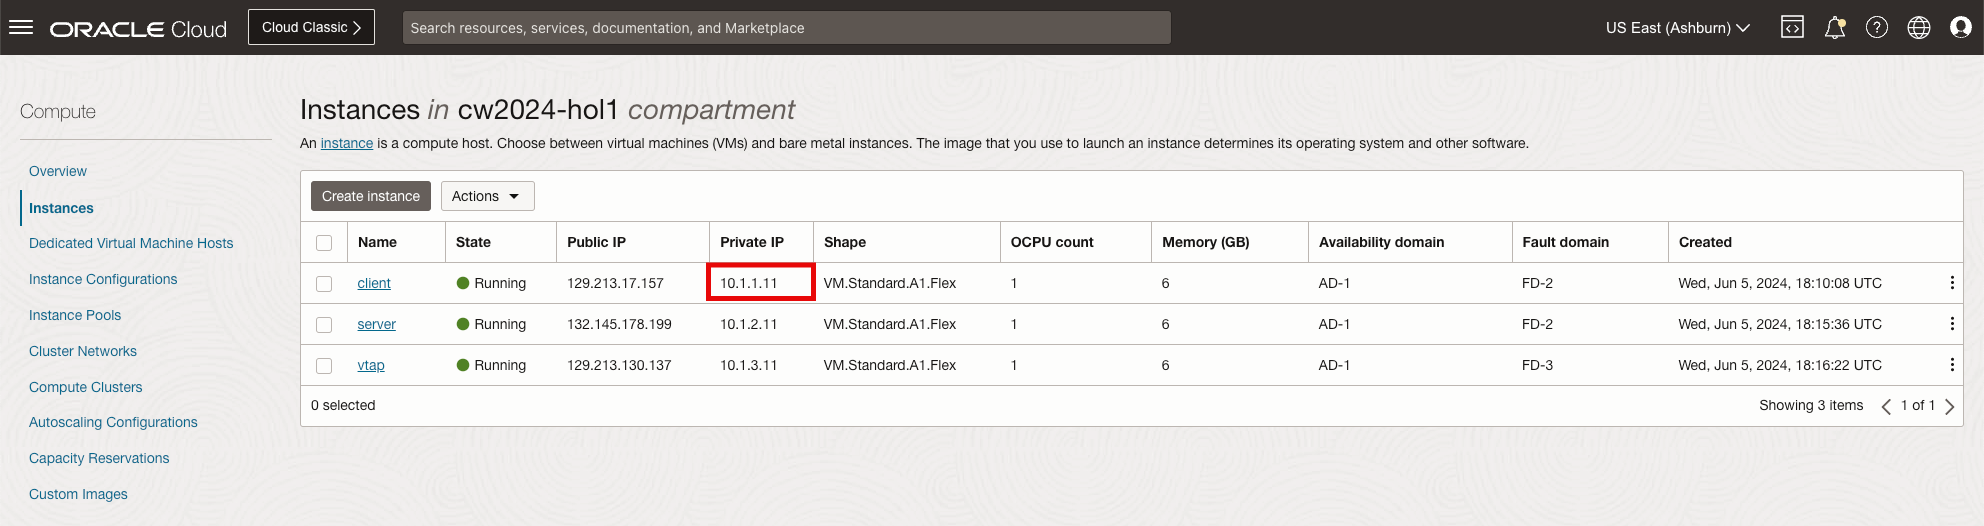 ORACLE Cloud Cloud Classic Search resources, services, documentation, and Marketplace US East (Ashburn)
Compute
Overview
Instances
Dedicated Virtual Machine Hosts
Instance Configurations
Instance Pools
Cluster Networks
Compute Clusters
Autoscaling Configurations
Capacity Reservations
Custom Images
Instances in cw2024-hol1 compartment
An instance is a compute host. Choose between virtual machines (VMs) and bare metal instances. The image that you use to launch an instance determines its operating system and other software.
Create instance Actions
Name State Public IP Private IP Shape OCPU count Memory (GB) Availability domain Fault domain Created
client Running 129.213.17.157 10.1.1.11 VM.Standard.A1.Flex 1 6 AD-1 FD-2 Wed, Jun 5, 2024, 18:10:08 UTC
server Running 132.145.178.199 10.1.2.11 VM.Standard.A1.Flex 1 6 AD-1 FD-2 Wed, Jun 5, 2024, 18:15:36 UTC
vtap Running 129.213.130.137 10.1.3.11 VM.Standard.A1.Flex 1 6 AD-1 FD-3 Wed, Jun 5, 2024, 18:16:22 UTC
0 selected Showing 3 items 1 of 1